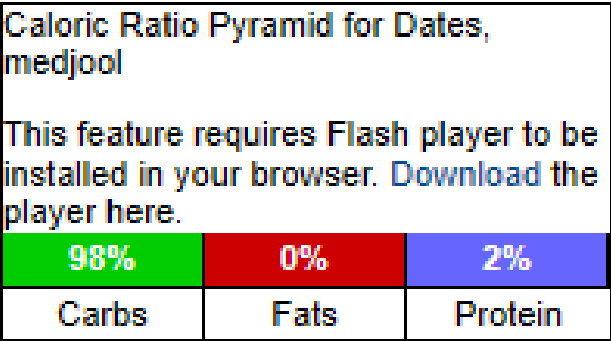 Caloric Ratio Pyramid for Dates,
medjool
This feature requires Flash player to be
installed in your browser. Download the
player here.
98% 0% 2%
Carbs Fats Protein